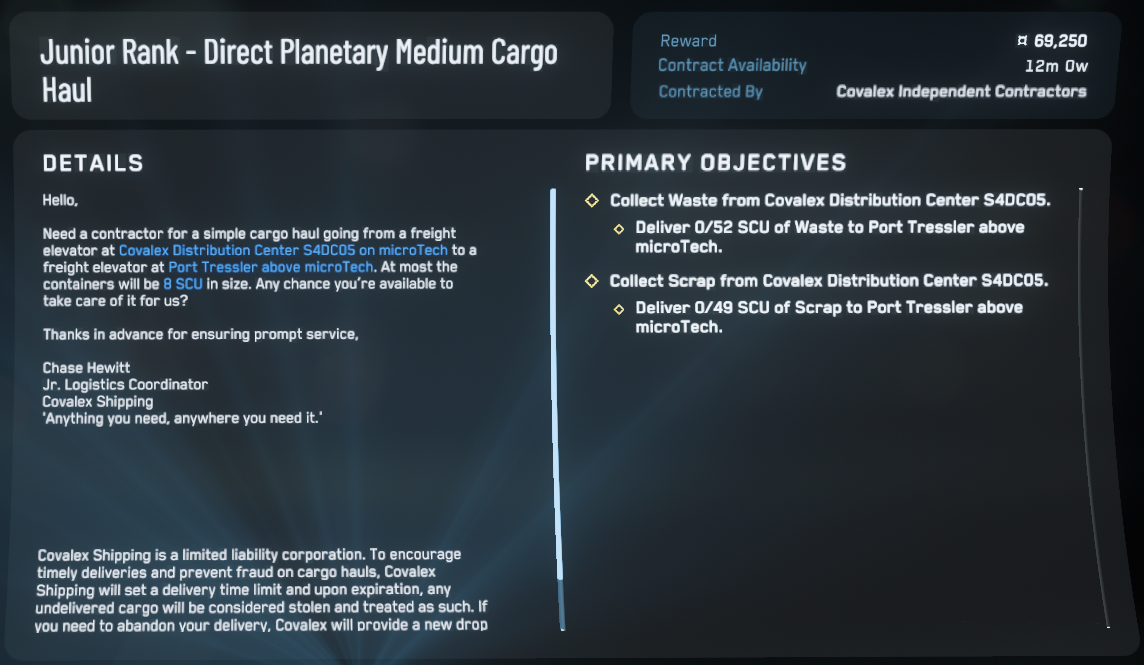 Junior Rank - Direct Planetary Medium Cargo
Haul
Reward
¤ 69,250
Contract Availability
12m 0w
Contracted By
Covalex Independent Contractors
DETAILS
Hello,
Need a contractor for a simple cargo haul going from a freight
elevator at Covalex Distribution Center S4DC05 on microTech to a
freight elevator at Port Tressler above microTech. At most the
containers will be 8 SCU in size. Any chance you're available to
take care of it for us?
Thanks in advance for ensuring prompt service,
Chase Hewitt
Jr. Logistics Coordinator
Covalex Shipping
'Anything you need, anywhere you need it.'
Covalex Shipping is a limited liability corporation. To encourage
timely deliveries and prevent fraud on cargo hauls, Covalex
Shipping will set a delivery time limit and upon expiration, any
undelivered cargo will be considered stolen and treated as such. If
you need to abandon your delivery, Covalex will provide a new drop
PRIMARY OBJECTIVES
Collect Waste from Covalex Distribution Center S4DC05.
Deliver 0/52 SCU of Waste to Port Tressler above
microTech.
Collect Scrap from Covalex Distribution Center S4DC05.
Deliver 0/49 SCU of Scrap to Port Tressler above
microTech.